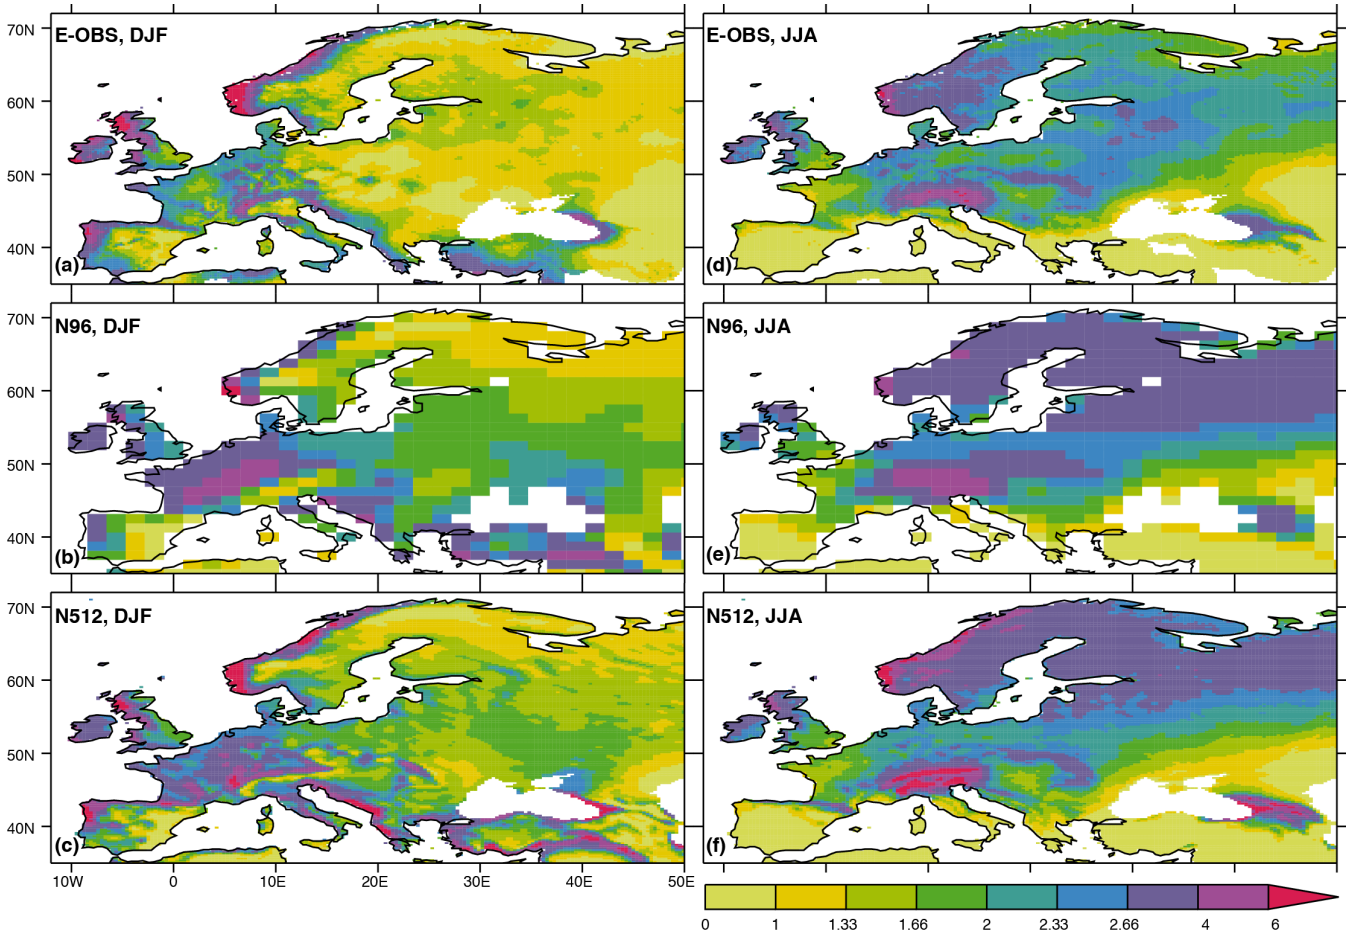 70N
E-OBS, DJF
60N
50N
40N
(a)
E-OBS, JJA
(d)
70N
N96, DJF
60N
50N
40N
(b)
N96, JJA
(e)
70N
N512, DJF
60N
50N
40N
(c)
10W 0 10E 20E 30E 40E 50E
N512, JJA
(f)
0 1 1.33 1.66 2 2.33 2.66 4 6